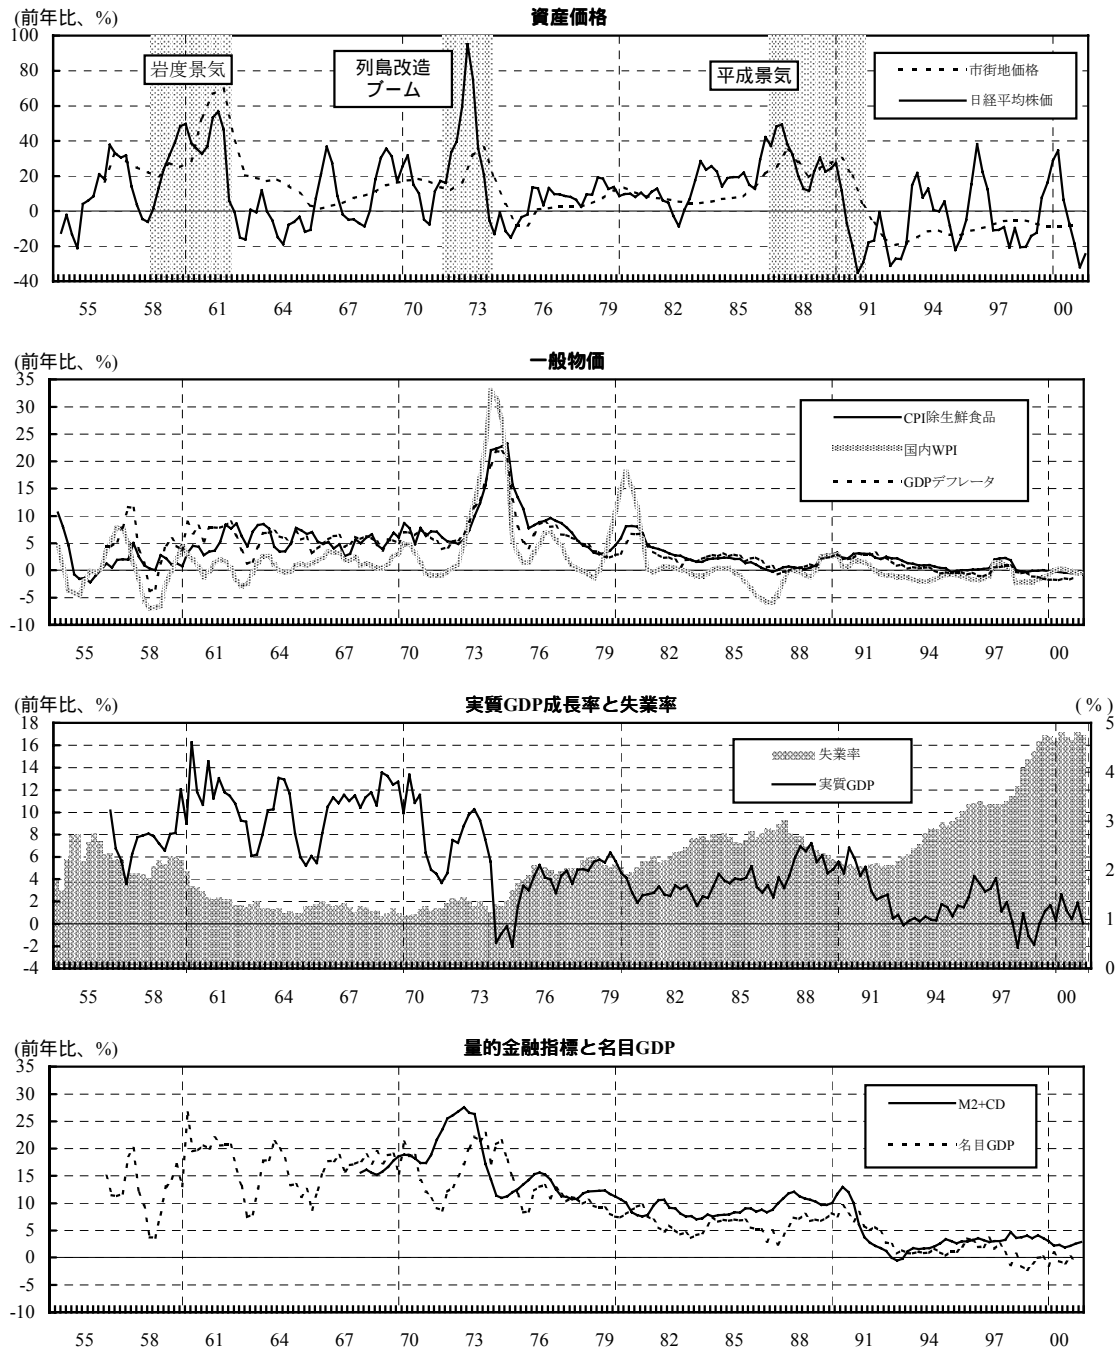 資産価格
(前年比、%)
岩度景気
列島改造
ブーム
平成景気
市街地価格
日経平均株価
100
80
60
40
20
0
-20
-40
55 58 61 64 67 70 73 76 79 82 85 88 91 94 97 00
一般物価
(前年比、%)
CPI除生鮮食品
国内WPI
GDPデフレータ
35
30
25
20
15
10
5
0
-5
-10
55 58 61 64 67 70 73 76 79 82 85 88 91 94 97 00
実質GDP成長率と失業率
(前年比、%)
(%)
失業率
実質GDP
18
16
14
12
10
8
6
4
2
0
-2
-4
5
4
3
2
1
0
55 58 61 64 67 70 73 76 79 82 85 88 91 94 97 00
量的金融指標と名目GDP
(前年比、%)
M2+CD
名目GDP
35
30
25
20
15
10
5
0
-5
-10
55 58 61 64 67 70 73 76 79 82 85 88 91 94 97 00